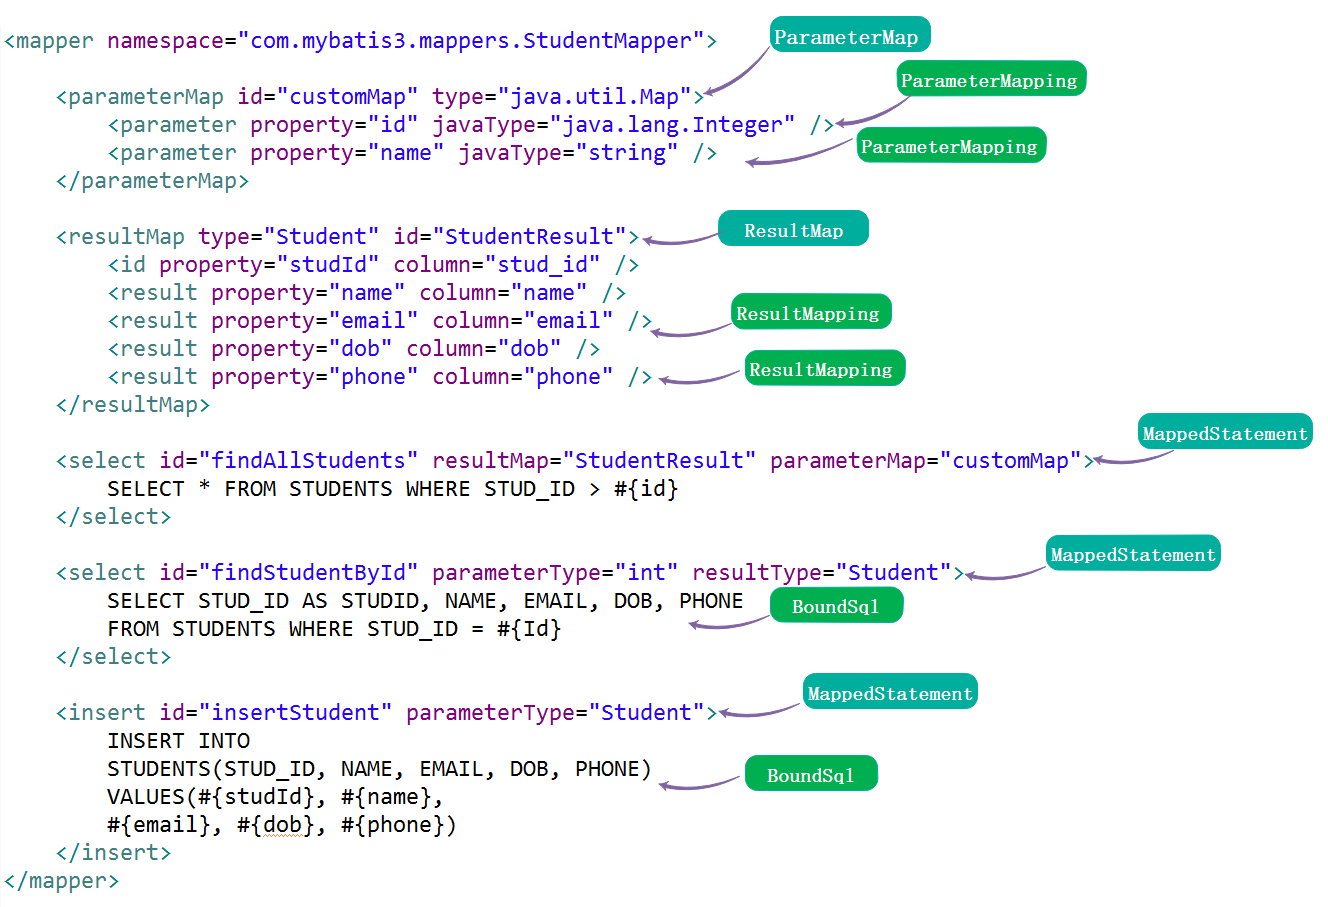 <mapper namespace="com.mybatis3.mappers.StudentMapper">
ParameterMap
<parameterMap id="customMap" type="java.util.Map">
ParameterMapping
<parameter property="id" javaType="java.lang.Integer" />
<parameter property="name" javaType="string" />
ParameterMapping
</parameterMap>
<resultMap type="Student" id="StudentResult">
ResultMap
<id property="studId" column="stud_id" />
<result property="name" column="name" />
<result property="email" column="email" />
ResultMapping
<result property="dob" column="dob" />
<result property="phone" column="phone" />
ResultMapping
</resultMap>
MappedStatement
<select id="findAllStudents" resultMap="StudentResult" parameterMap="customMap">
SELECT * FROM STUDENTS WHERE STUD_ID > #{id}
</select>
MappedStatement
<select id="findStudentById" parameterType="int" resultType="Student">
SELECT STUD_ID AS STUDID, NAME, EMAIL, DOB, PHONE
BoundSql
FROM STUDENTS WHERE STUD_ID = #{Id}
</select>
MappedStatement
<insert id="insertStudent" parameterType="Student">
INSERT INTO
STUDENTS(STUD_ID, NAME, EMAIL, DOB, PHONE)
BoundSql
VALUES(#{studId}, #{name},
#{email}, #{dob}, #{phone})
</insert>
</mapper>